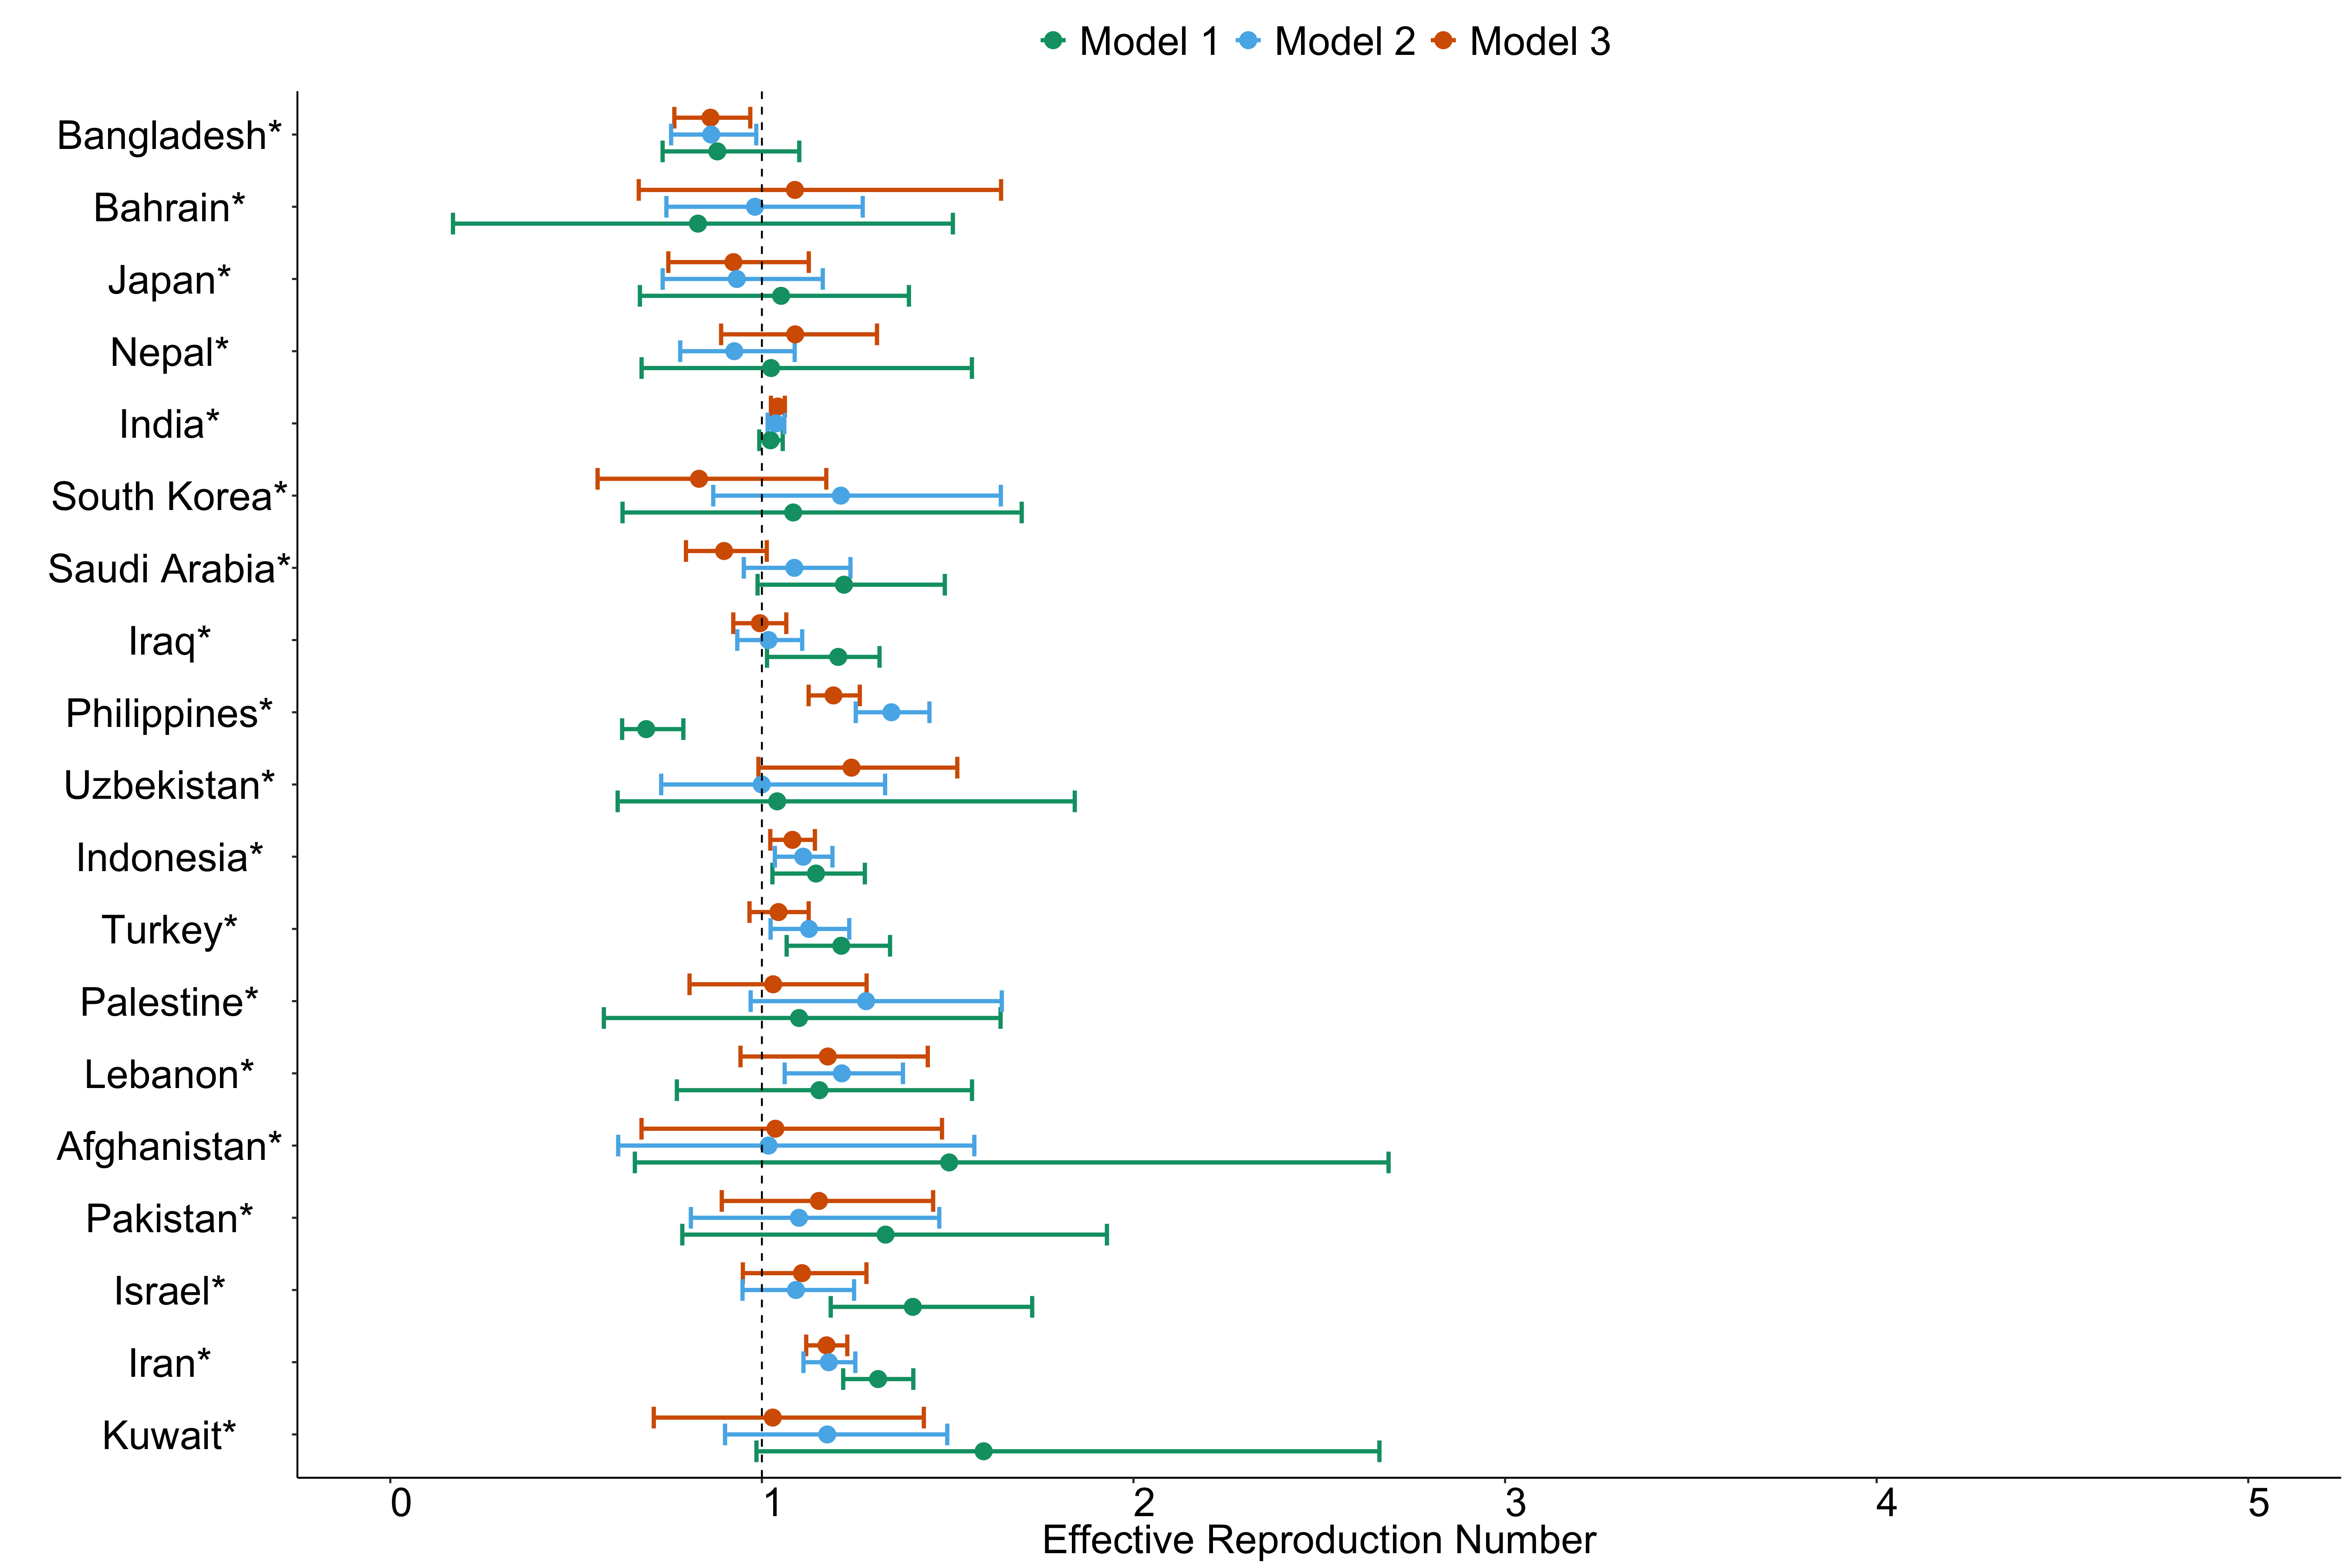 Model 1 Model 2 Model 3
Bangladesh*
Bahrain*
Japan*
Nepal*
India*
South Korea*
Saudi Arabia*
Iraq*
Philippines*
Uzbekistan*
Indonesia*
Turkey*
Palestine*
Lebanon*
Afghanistan*
Pakistan*
Israel*
Iran*
Kuwait*
0 1 2 3 4 5
Effective Reproduction Number